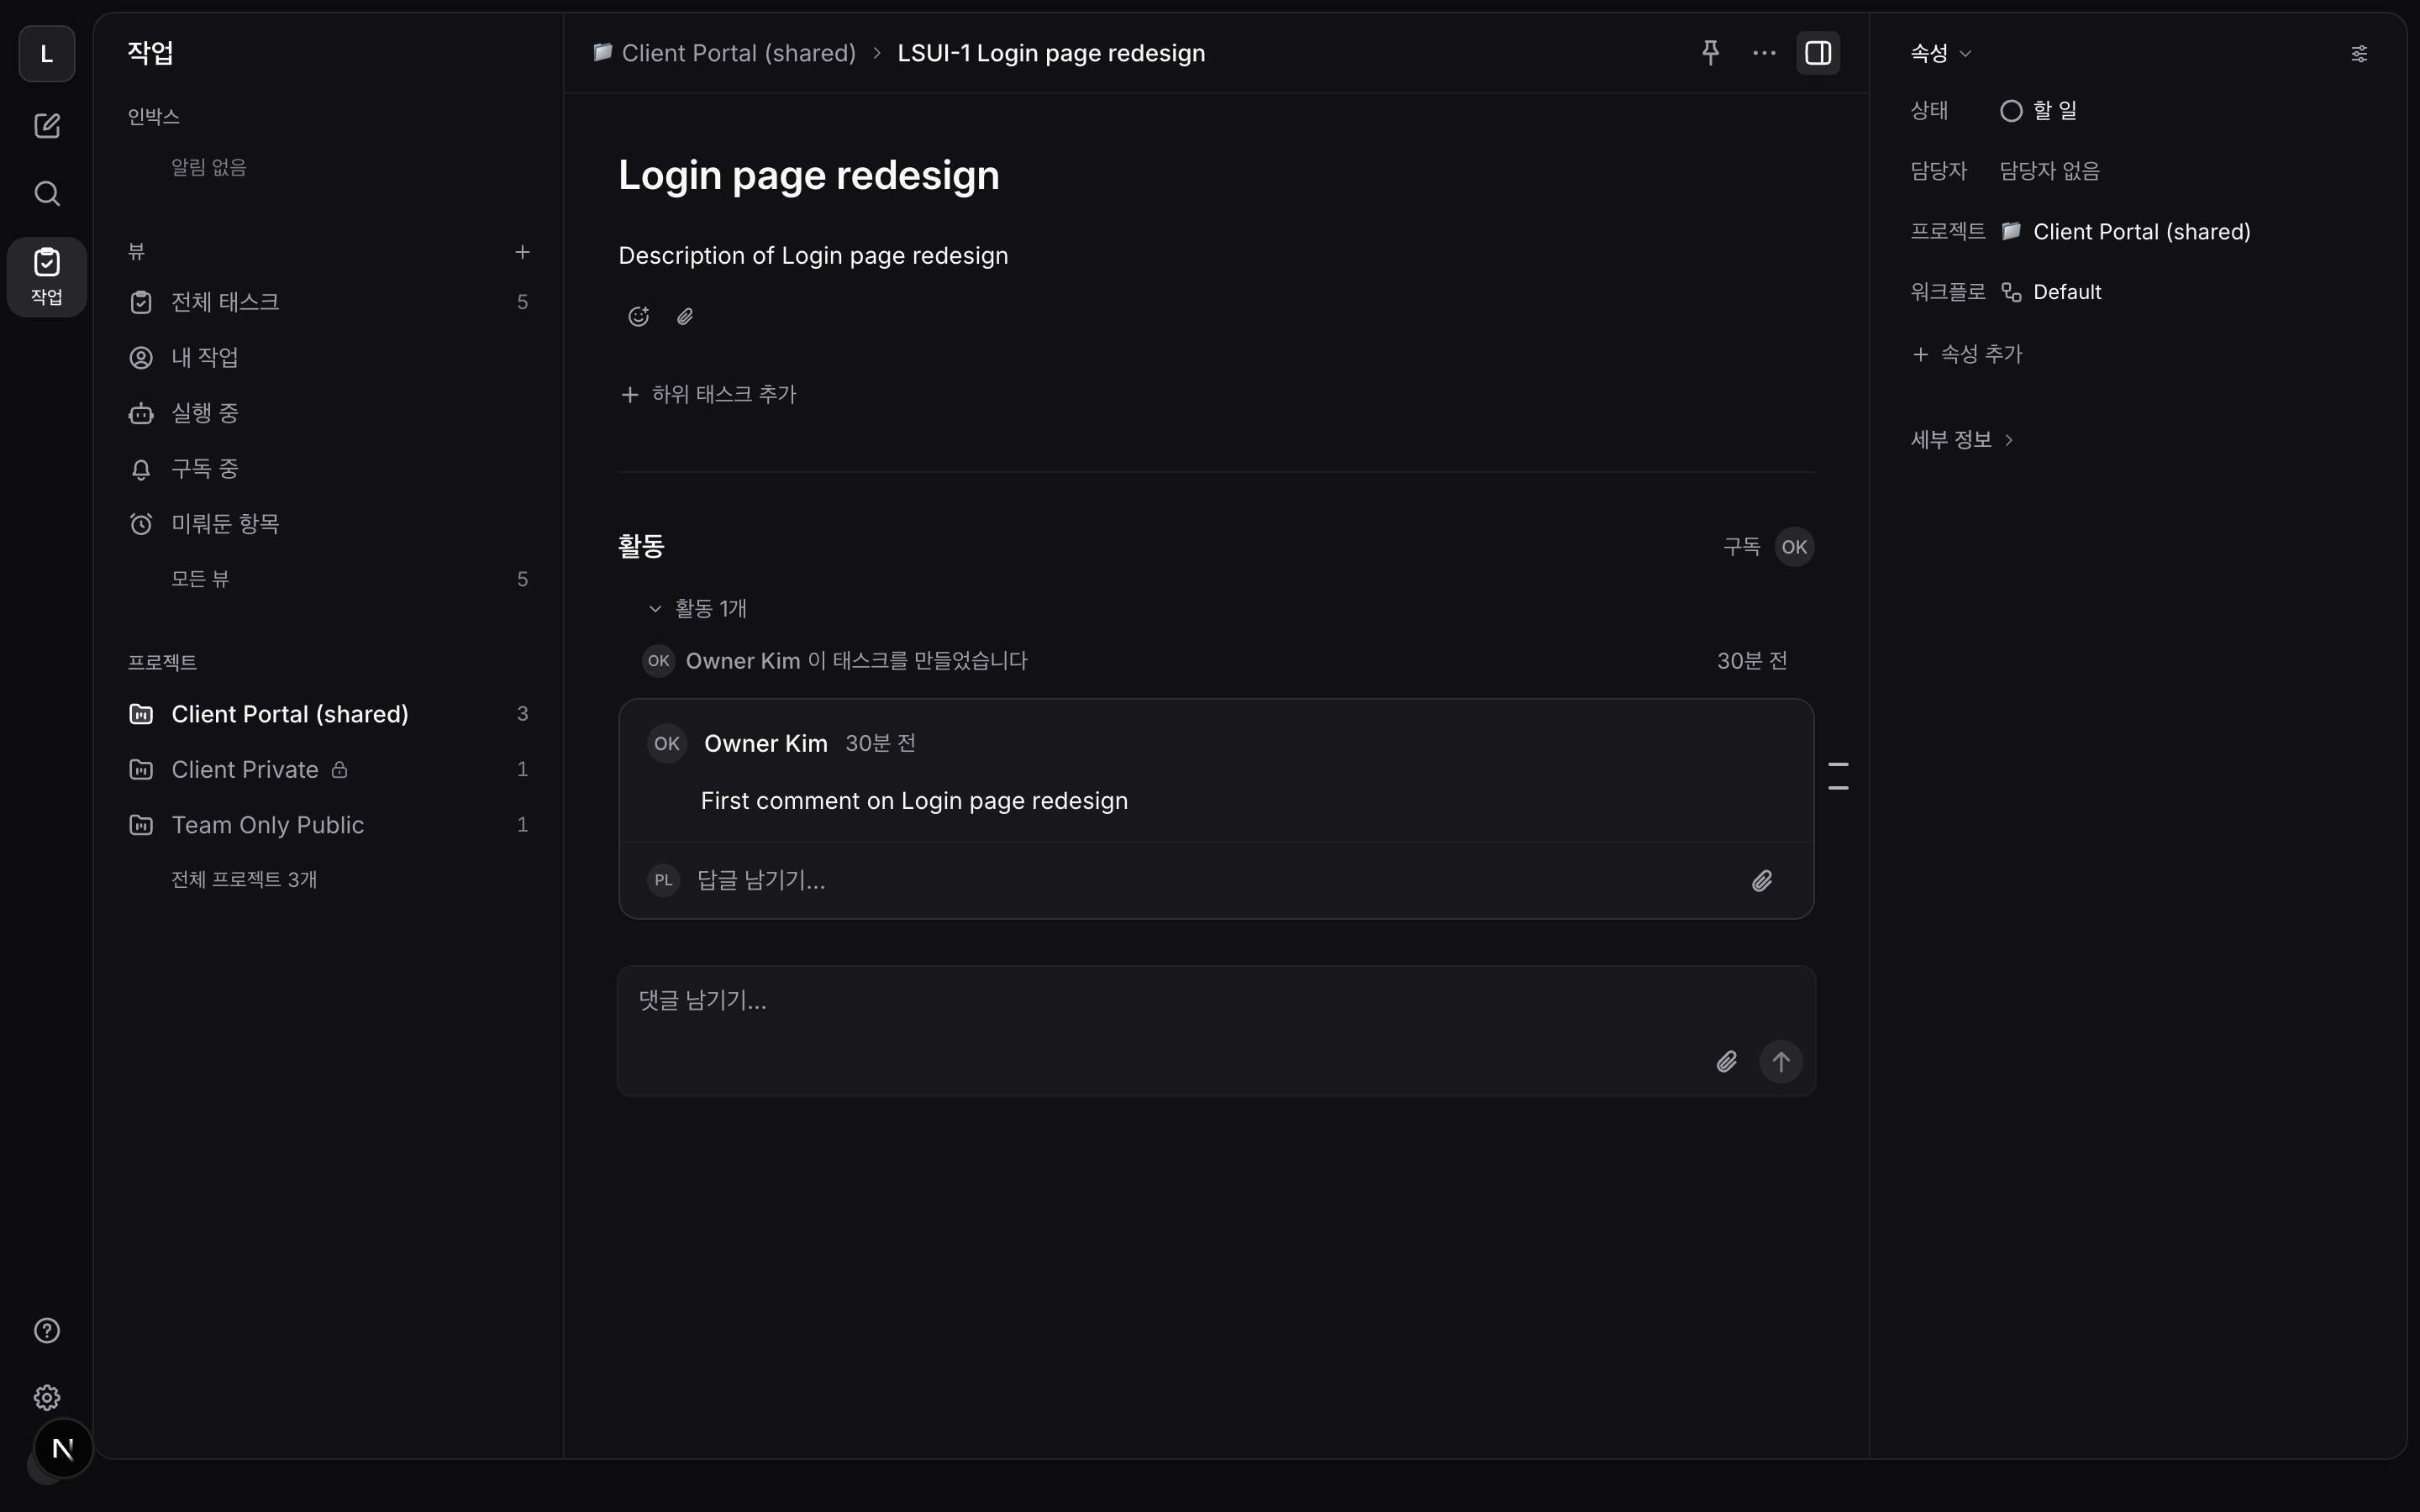 L
작업
작업
인박스
알림 없음
뷰
전체 태스크 5
내 작업
실행 중
구독 중
미뤄둔 항목
모든 뷰 5
프로젝트
Client Portal (shared) 3
Client Private 1
Team Only Public 1
전체 프로젝트 3개
N
Client Portal (shared) > LSUI-1 Login page redesign
Login page redesign
Description of Login page redesign
하위 태스크 추가
활동
구독 OK
활동 1개
OK Owner Kim 이 태스크를 만들었습니다 30분 전
OK Owner Kim 30분 전
First comment on Login page redesign
PL 답글 남기기...
댓글 남기기...
속성
상태 할 일
담당자 담당자 없음
프로젝트 Client Portal (shared)
워크플로 Default
속성 추가
세부 정보